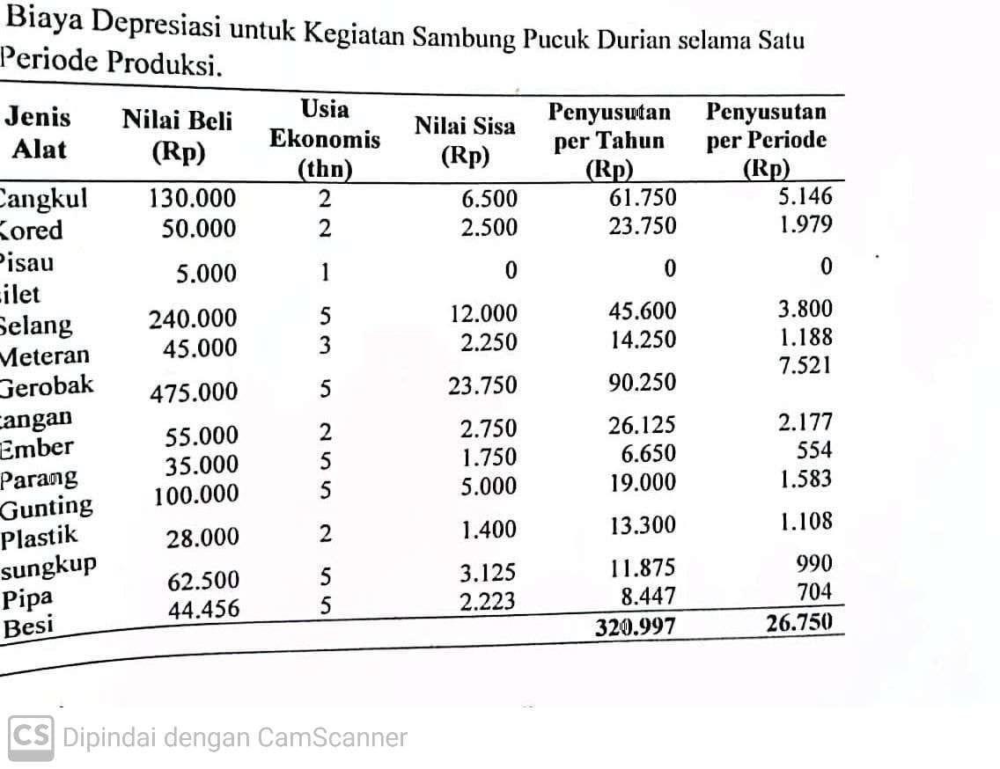 Biaya Depresiasi untuk Kegiatan Sambung Pucuk Durian selama Satu
Periode Produksi.
Jenis Alat Nilai Beli (Rp) Usia Ekonomis (thn) Nilai Sisa (Rp) Penyusutan per Tahun (Rp) Penyusutan per Periode (Rp)
Cangkul 130.000 2 6.500 61.750 5.146
Kored 50.000 2 2.500 23.750 1.979
Pisau
silet 5.000 1 0 0 0
Selang 240.000 5 12.000 45.600 3.800
Meteran 45.000 3 2.250 14.250 1.188
Gerobak 475.000 5 23.750 90.250 7.521
tangan
Ember 55.000 2 2.750 26.125 2.177
Parang 35.000 5 1.750 6.650 554
Gunting 100.000 5 5.000 19.000 1.583
Plastik
sungkup 28.000 2 1.400 13.300 1.108
Pipa 62.500 5 3.125 11.875 990
Besi 44.456 5 2.223 8.447 704
320.997 26.750
CS Dipindai dengan CamScanner